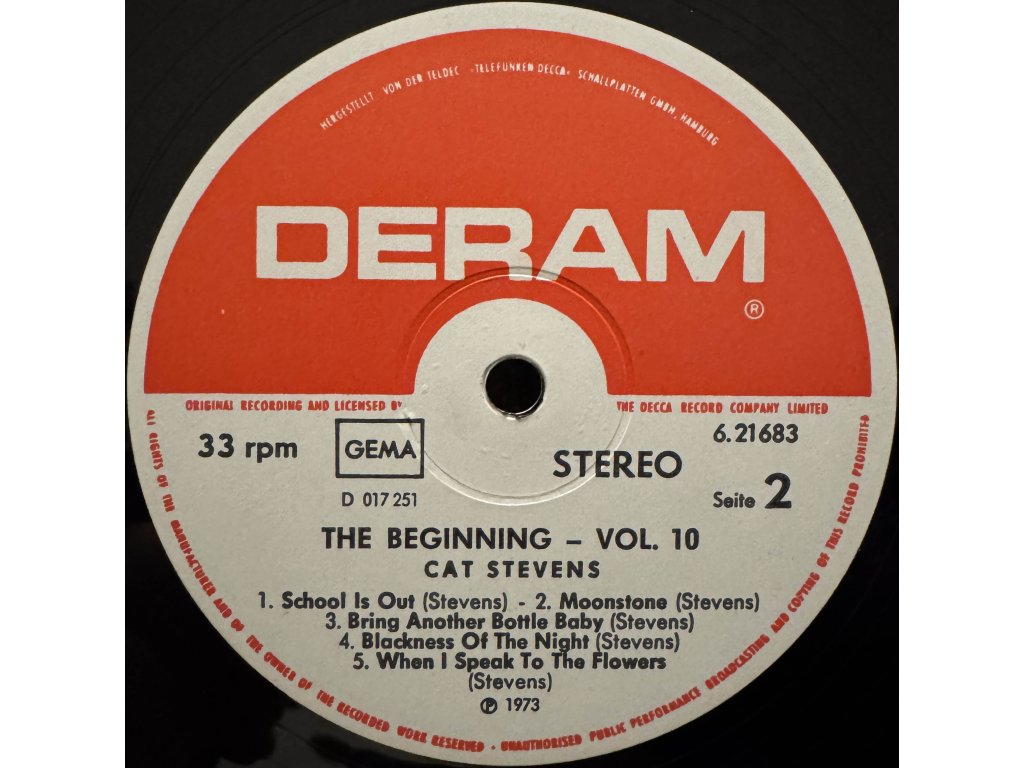 HERGESTELLT VON DER TELDEC »TELEFUNKEN DECCA« SCHALLPLATTEN GMBH, HAMBURG
DERAM
®
ORIGINAL RECORDING AND LICENSED BY THE DECCA RECORD COMPANY LIMITED
33 rpm
GEMA
STEREO
6.21683
D 017 251
Seite 2
THE BEGINNING – VOL. 10
CAT STEVENS
1. School Is Out (Stevens) - 2. Moonstone (Stevens)
3. Bring Another Bottle Baby (Stevens)
4. Blackness Of The Night (Stevens)
5. When I Speak To The Flowers
(Stevens)
℗ 1973
ALL RIGHTS OF THE MANUFACTURER AND OF THE OWNER OF THE RECORDED WORK RESERVED · UNAUTHORISED PUBLIC PERFORMANCE BROADCASTING AND COPYING OF THIS RECORD PROHIBITED